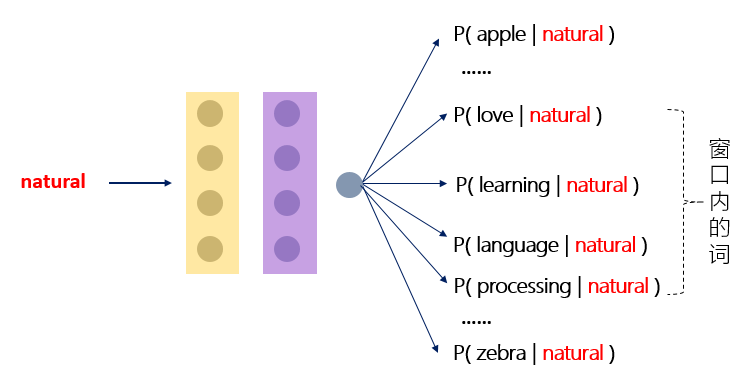 P( apple | natural )
......
P( love | natural )
natural
P( learning | natural )
P( language | natural )
P( processing | natural )
......
P( zebra | natural )
窗口内的词